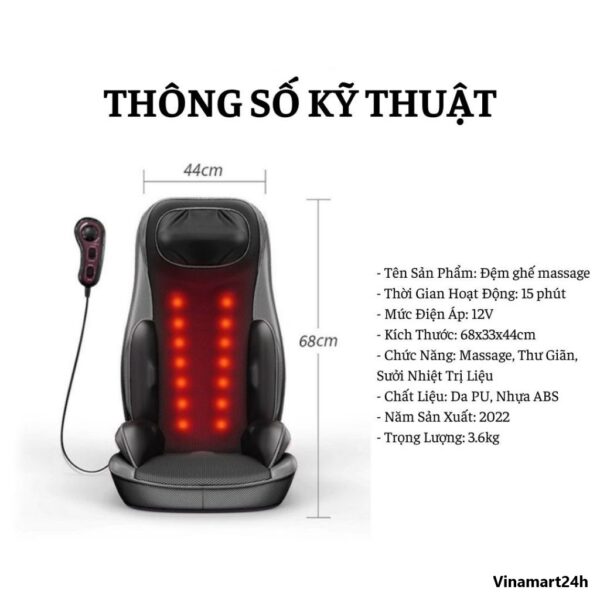 THÔNG SỐ KỸ THUẬT
44cm
68cm
- Tên Sản Phẩm: Đệm ghế massage
- Thời Gian Hoạt Động: 15 phút
- Mức Điện Áp: 12V
- Kích Thước: 68x33x44cm
- Chức Năng: Massage, Thư Giãn,
Sưởi Nhiệt Trị Liệu
- Chất Liệu: Da PU, Nhựa ABS
- Năm Sản Xuất: 2022
- Trọng Lượng: 3.6kg
Vinamart24h